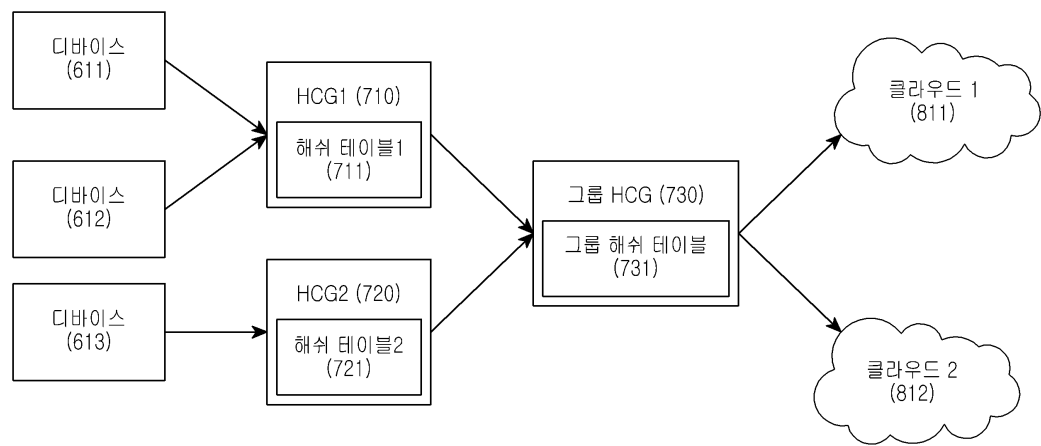 디바이스
(611)
디바이스
(612)
디바이스
(613)
HCG1 (710)
해쉬 테이블1
(711)
HCG2 (720)
해쉬 테이블2
(721)
그룹 HCG (730)
그룹 해쉬 테이블
(731)
클라우드 1
(811)
클라우드 2
(812)